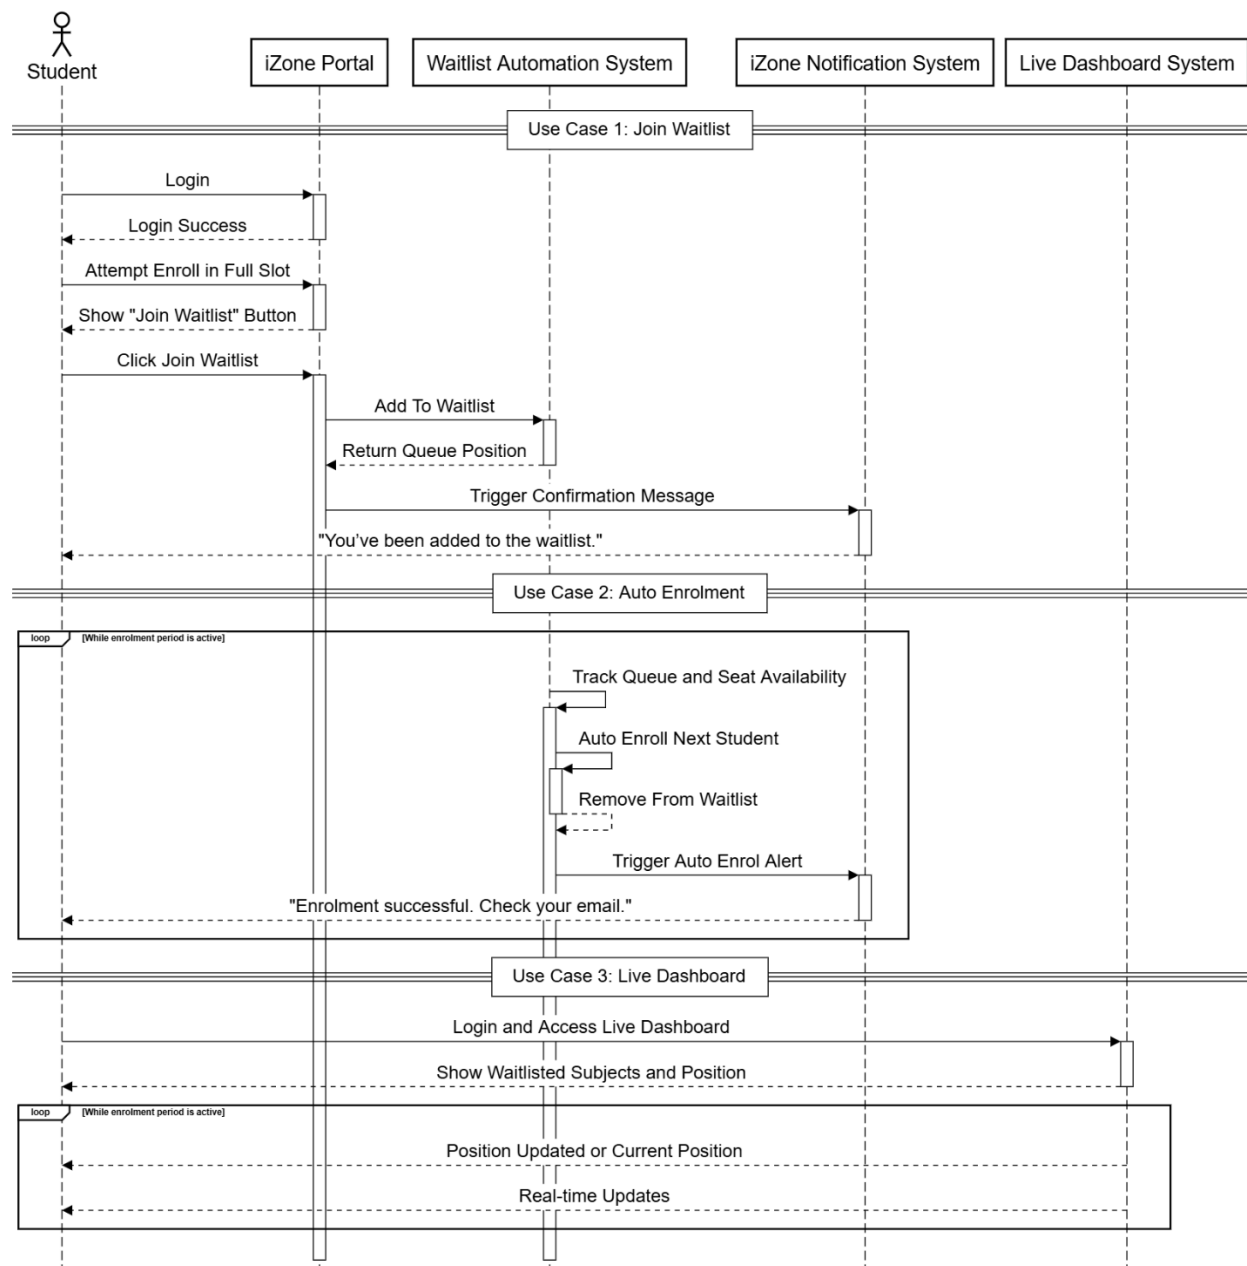 Student
iZone Portal
Waitlist Automation System
iZone Notification System
Live Dashboard System
Use Case 1: Join Waitlist
Login
Login Success
Attempt Enroll in Full Slot
Show "Join Waitlist" Button
Click Join Waitlist
Add To Waitlist
Return Queue Position
Trigger Confirmation Message
"You’ve been added to the waitlist."
Use Case 2: Auto Enrolment
loop
[While enrolment period is active]
Track Queue and Seat Availability
Auto Enroll Next Student
Remove From Waitlist
Trigger Auto Enrol Alert
"Enrolment successful. Check your email."
Use Case 3: Live Dashboard
Login and Access Live Dashboard
Show Waitlisted Subjects and Position
loop
[While enrolment period is active]
Position Updated or Current Position
Real-time Updates